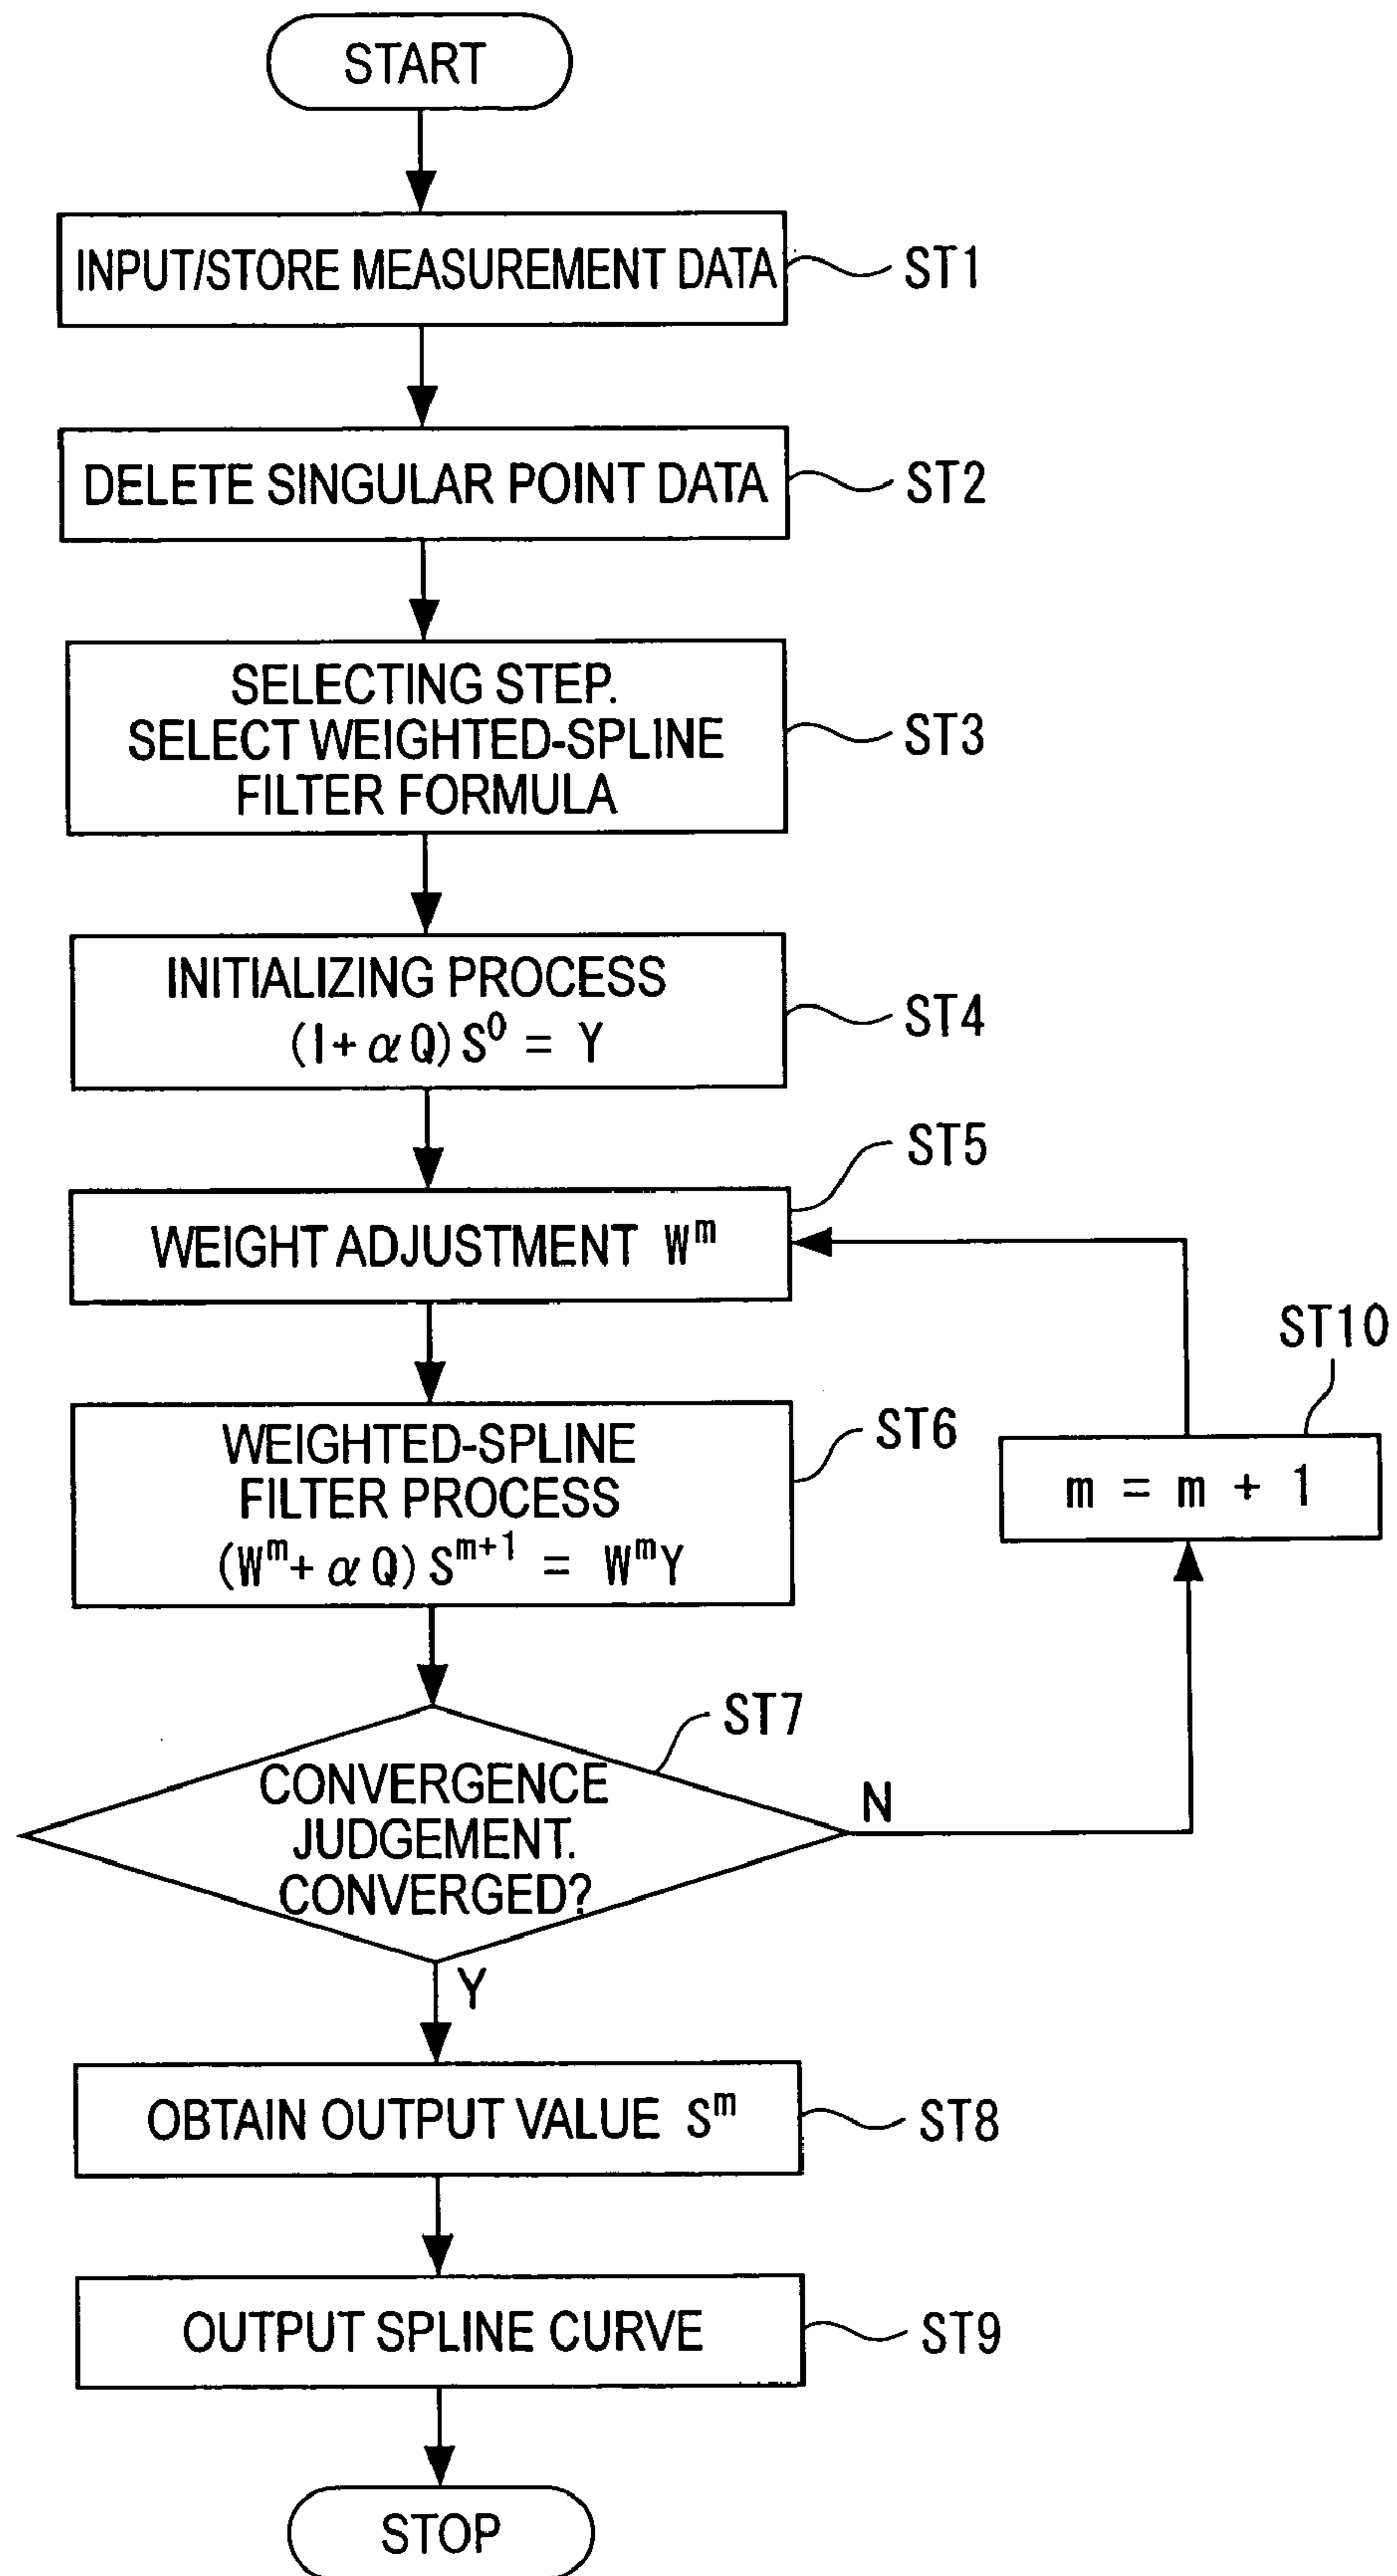 START
INPUT/STORE MEASUREMENT DATA
ST1
DELETE SINGULAR POINT DATA
ST2
SELECTING STEP.
SELECT WEIGHTED-SPLINE
FILTER FORMULA
ST3
INITIALIZING PROCESS
(I+αQ)S⁰ = Y
ST4
ST5
WEIGHT ADJUSTMENT Wᵐ
ST10
m = m + 1
WEIGHTED-SPLINE
FILTER PROCESS
(Wᵐ+αQ)Sᵐ⁺¹ = WᵐY
ST6
ST7
CONVERGENCE
JUDGEMENT.
CONVERGED?
N
Y
OBTAIN OUTPUT VALUE Sᵐ
ST8
OUTPUT SPLINE CURVE
ST9
STOP